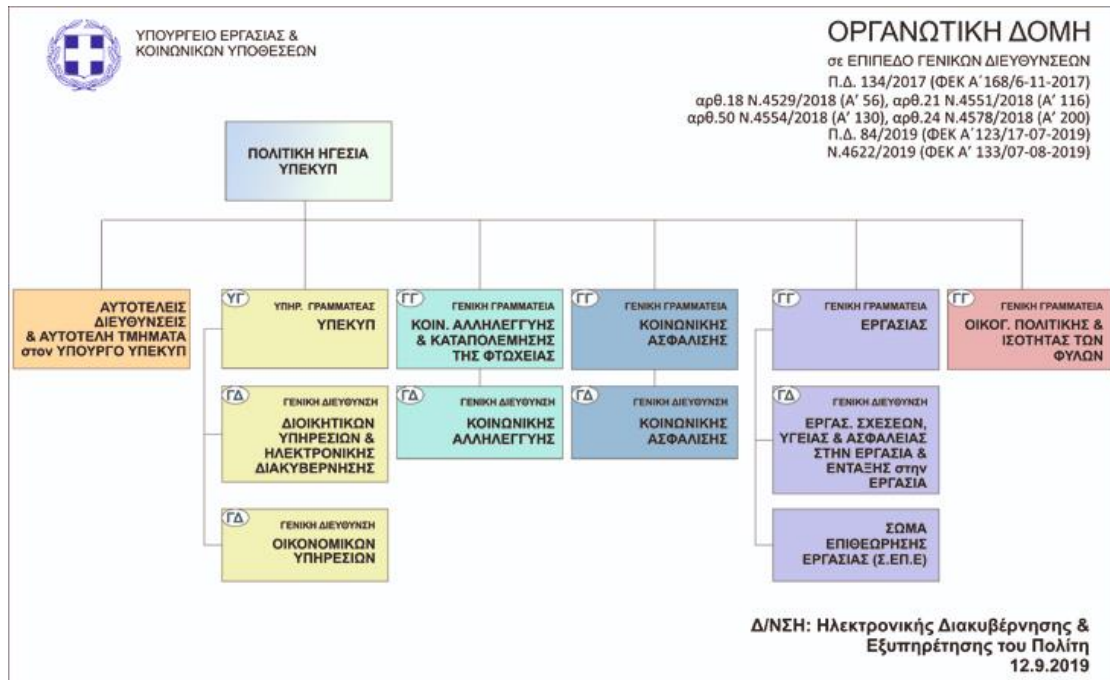 ΥΠΟΥΡΓΕΙΟ ΕΡΓΑΣΙΑΣ &
ΚΟΙΝΩΝΙΚΩΝ ΥΠΟΘΕΣΕΩΝ
ΟΡΓΑΝΩΤΙΚΗ ΔΟΜΗ
σε ΕΠΙΠΕΔΟ ΓΕΝΙΚΩΝ ΔΙΕΥΘΥΝΣΕΩΝ
Π.Δ. 134/2017 (ΦΕΚ Α΄168/6-11-2017)
αρθ.18 Ν.4529/2018 (Α’ 56), αρθ.21 Ν.4551/2018 (Α’ 116)
αρθ.50 Ν.4554/2018 (Α’ 130), αρθ.24 Ν.4578/2018 (Α’ 200)
Π.Δ. 84/2019 (ΦΕΚ Α΄123/17-07-2019)
Ν.4622/2019 (ΦΕΚ Α’ 133/07-08-2019)
ΠΟΛΙΤΙΚΗ ΗΓΕΣΙΑ
ΥΠΕΚΥΠ
ΑΥΤΟΤΕΛΕΙΣ
ΔΙΕΥΘΥΝΣΕΙΣ
& ΑΥΤΟΤΕΛΗ ΤΜΗΜΑΤΑ
στον ΥΠΟΥΡΓΟ ΥΠΕΚΥΠ
ΥΓ
ΥΠΗΡ. ΓΡΑΜΜΑΤΕΑΣ
ΥΠΕΚΥΠ
ΓΓ
ΓΕΝΙΚΗ ΓΡΑΜΜΑΤΕΙΑ
ΚΟΙΝ. ΑΛΛΗΛΕΓΓΥΗΣ
& ΚΑΤΑΠΟΛΕΜΗΣΗΣ
ΤΗΣ ΦΤΩΧΕΙΑΣ
ΓΓ
ΓΕΝΙΚΗ ΓΡΑΜΜΑΤΕΙΑ
ΚΟΙΝΩΝΙΚΗΣ
ΑΣΦΑΛΙΣΗΣ
ΓΓ
ΓΕΝΙΚΗ ΓΡΑΜΜΑΤΕΙΑ
ΕΡΓΑΣΙΑΣ
ΓΓ
ΓΕΝΙΚΗ ΓΡΑΜΜΑΤΕΙΑ
ΟΙΚΟΓ. ΠΟΛΙΤΙΚΗΣ &
ΙΣΟΤΗΤΑΣ ΤΩΝ
ΦΥΛΩΝ
ΓΔ
ΓΕΝΙΚΗ ΔΙΕΥΘΥΝΣΗ
ΔΙΟΙΚΗΤΙΚΩΝ
ΥΠΗΡΕΣΙΩΝ &
ΗΛΕΚΤΡΟΝΙΚΗΣ
ΔΙΑΚΥΒΕΡΝΗΣΗΣ
ΓΔ
ΓΕΝΙΚΗ ΔΙΕΥΘΥΝΣΗ
ΚΟΙΝΩΝΙΚΗΣ
ΑΛΛΗΛΕΓΓΥΗΣ
ΓΔ
ΓΕΝΙΚΗ ΔΙΕΥΘΥΝΣΗ
ΚΟΙΝΩΝΙΚΗΣ
ΑΣΦΑΛΙΣΗΣ
ΓΔ
ΓΕΝΙΚΗ ΔΙΕΥΘΥΝΣΗ
ΕΡΓΑΣ. ΣΧΕΣΕΩΝ,
ΥΓΕΙΑΣ & ΑΣΦΑΛΕΙΑΣ
ΣΤΗΝ ΕΡΓΑΣΙΑ &
ΕΝΤΑΞΗΣ στην
ΕΡΓΑΣΙΑ
ΓΔ
ΓΕΝΙΚΗ ΔΙΕΥΘΥΝΣΗ
ΟΙΚΟΝΟΜΙΚΩΝ
ΥΠΗΡΕΣΙΩΝ
ΣΩΜΑ
ΕΠΙΘΕΩΡΗΣΗΣ
ΕΡΓΑΣΙΑΣ (Σ.ΕΠ.Ε)
Δ/ΝΣΗ: Ηλεκτρονικής Διακυβέρνησης &
Εξυπηρέτησης του Πολίτη
12.9.2019